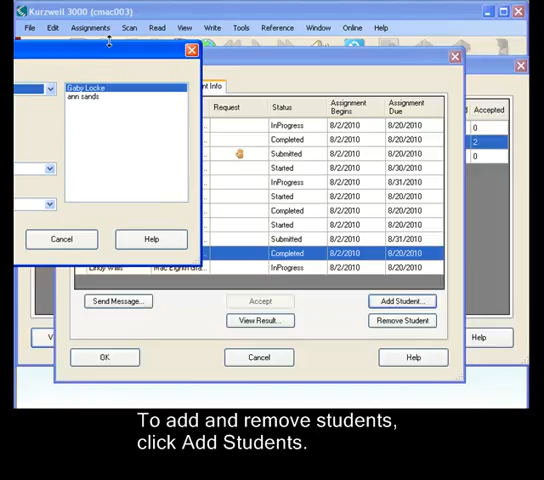 Kurzweil 3000 (cmac003)
File Edit Assignments Scan Read View Write Tools Reference Window Online Help
nt Info
Gaby Locke
ann sands
Request Status Assignment Begins Assignment Due
Accepted
InProgress 8/2/2010 8/20/2010
0
Completed 8/2/2010 8/20/2010
2
Submitted 8/2/2010 8/20/2010
0
Started 8/2/2010 8/30/2010
InProgress 8/2/2010 8/31/2010
Started 8/2/2010 8/20/2010
Completed 8/2/2010 8/20/2010
Started 8/2/2010 8/20/2010
Submitted 8/2/2010 8/31/2010
Completed 8/2/2010 8/20/2010
InProgress 8/2/2010 8/20/2010
Cancel Help
Send Message... Accept Add Student...
View Result... Remove Student
V Help
OK Cancel Help
To add and remove students,
click Add Students.